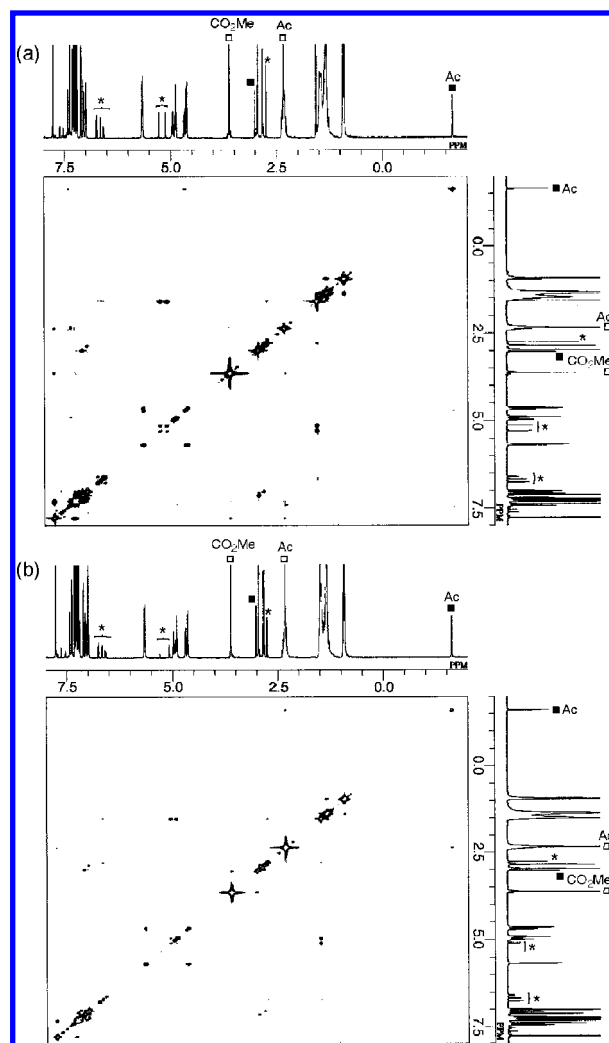 (a)
CO₂Me Ac
□ □
■ * ■
* *
PPM
7.5 5.0 2.5 0.0
■ Ac
0.0
Ac
□
2.5
*
■ CO₂Me
□
5.0
}*
}*
7.5
PPM
(b)
CO₂Me Ac
□ □
■ * Ac
■
* *
PPM
7.5 5.0 2.5 0.0
■ Ac
0.0
Ac
□
2.5
*
■ CO₂Me
□
5.0
}*
}*
7.5
PPM